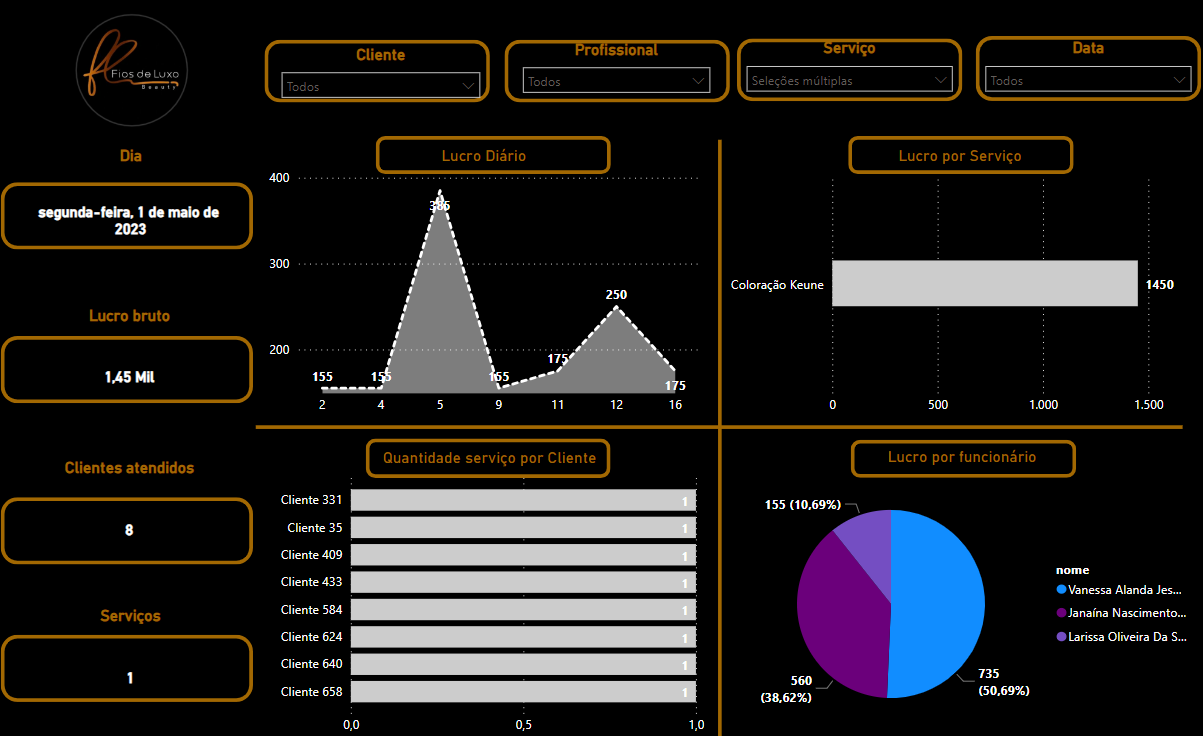 Fios de Luxo
Beauty
Cliente
Todos
Profissional
Todos
Serviço
Seleções múltiplas
Data
Todos
Dia
segunda-feira, 1 de maio de
2023
Lucro bruto
1,45 Mil
Clientes atendidos
8
Serviços
1
Lucro Diário
400
300
200
155
155
385
155
175
250
175
2 4 5 9 11 12 16
Lucro por Serviço
Coloração Keune
1450
0 500 1.000 1.500
Quantidade serviço por Cliente
Cliente 331 1
Cliente 35 1
Cliente 409 1
Cliente 433 1
Cliente 584 1
Cliente 624 1
Cliente 640 1
Cliente 658 1
0,0 0,5 1,0
Lucro por funcionário
155 (10,69%)
560
(38,62%)
735
(50,69%)
nome
Vanessa Alanda Jes...
Janaína Nascimento...
Larissa Oliveira Da S...